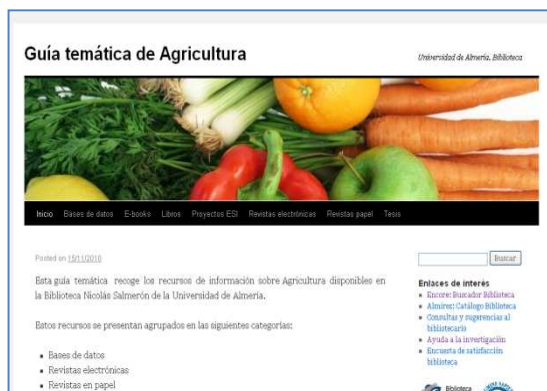 Guía temática de Agricultura
Universidad de Almería. Biblioteca
Inicio Bases de datos E-books Libros Proyectos ESI Revistas electrónicas Revistas papel Tesis
Posted on 15/11/2010
Esta guía temática recoge los recursos de información sobre Agricultura disponibles en
la Biblioteca Nicolás Salmerón de la Universidad de Almería.
Estos recursos se presentan agrupados en las siguientes categorías:
Bases de datos
Revistas electrónicas
Revistas en papel
Buscar
Enlaces de interés
Encore: Buscador Biblioteca
Almirez: Catálogo Biblioteca
Consultas y sugerencias al
bibliotecario
Ayuda a la investigación
Encuesta de satisfacción
biblioteca
Biblioteca